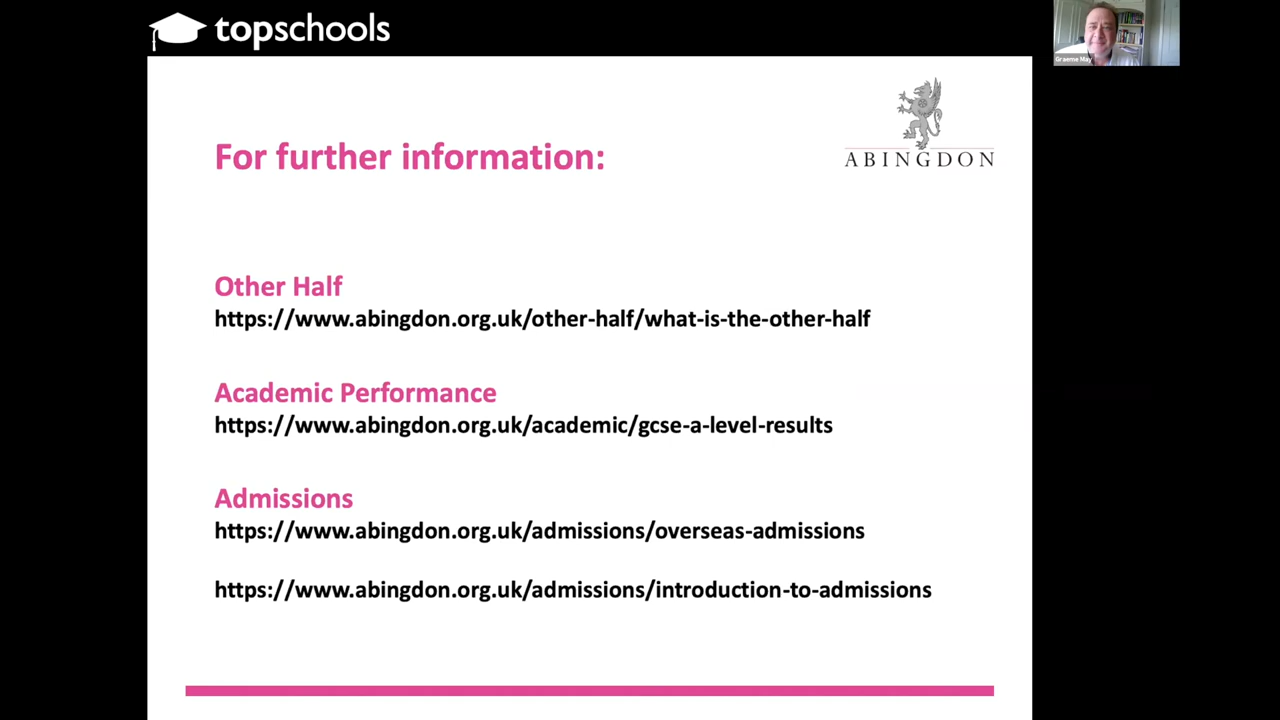 topschools
Graeme May
ABINGDON
For further information:
Other Half
https://www.abingdon.org.uk/other-half/what-is-the-other-half
Academic Performance
https://www.abingdon.org.uk/academic/gcse-a-level-results
Admissions
https://www.abingdon.org.uk/admissions/overseas-admissions
https://www.abingdon.org.uk/admissions/introduction-to-admissions